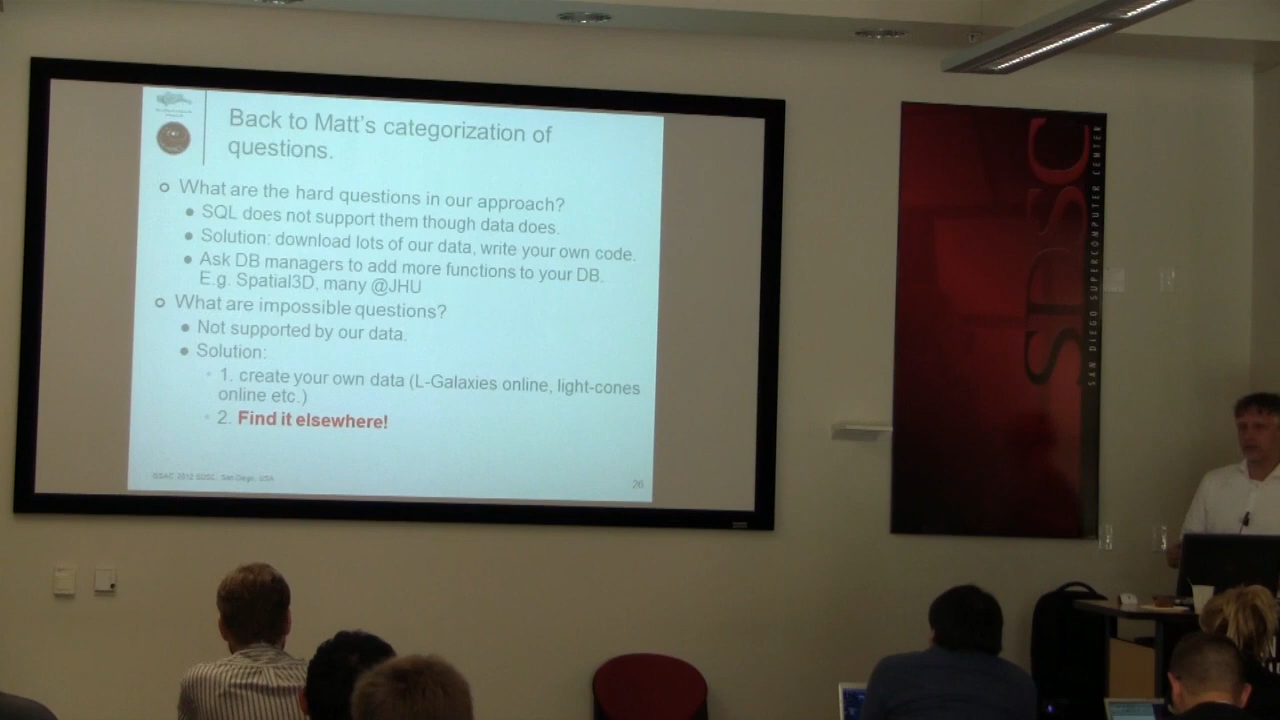 Back to Matt's categorization of
questions.
What are the hard questions in our approach?
SQL does not support them though data does.
Solution: download lots of our data, write your own code.
Ask DB managers to add more functions to your DB.
E.g. Spatial3D, many @JHU
What are impossible questions?
Not supported by our data.
Solution:
1. create your own data (L-Galaxies online, light-cones
online etc.)
2. Find it elsewhere!
ISSAC 2012 SDSC, San Diego, USA
26
SDSC
SAN DIEGO SUPERCOMPUTER CENTER